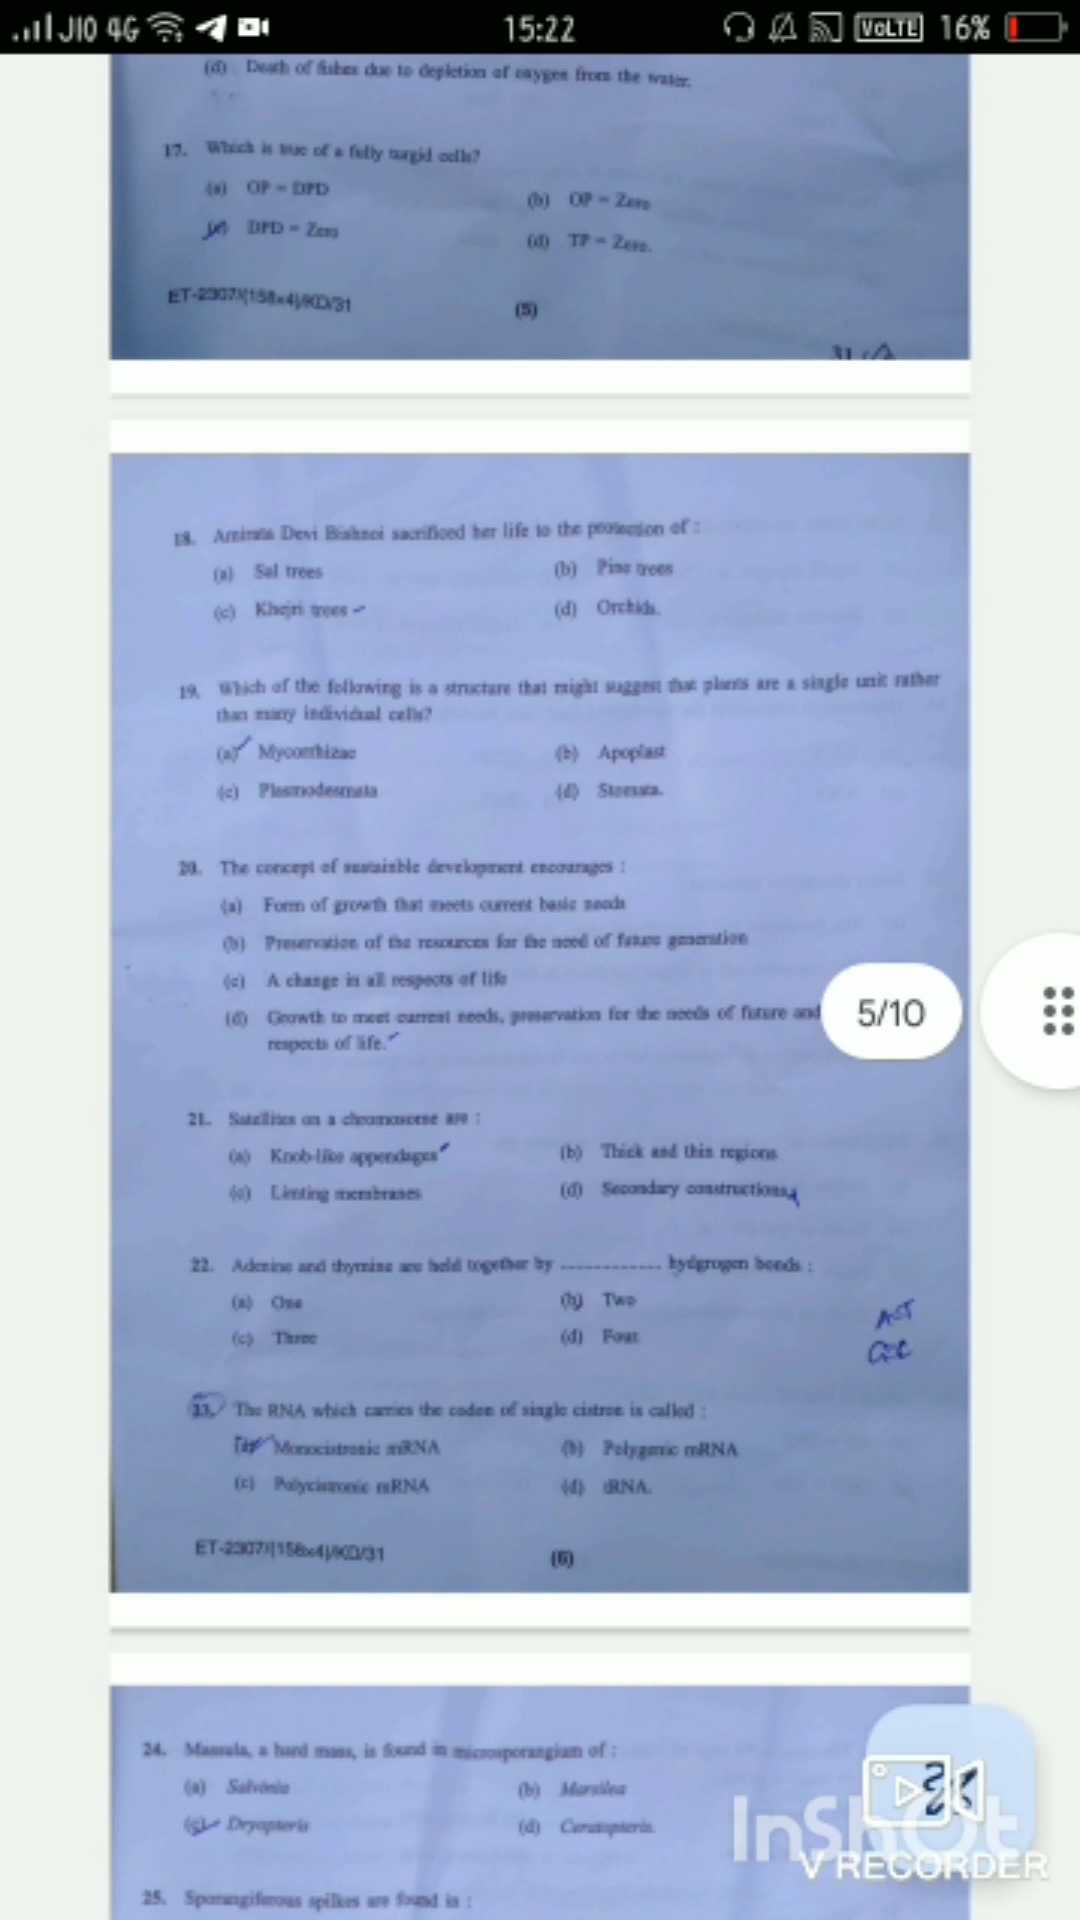 JIO 4G 15:22 VoLTE 16%
(d) Death of fishes due to depletion of oxygen from the water.
17. Which is true of a fully turgid cells?
(a) OP = DPD
(b) OP = Zero
(c) DPD = Zero
(d) TP = Zero.
ET-2307/(158×4)/KD/31
(5)
31
18. Amirata Devi Bishnoi sacrificed her life to the protection of :
(a) Sal trees
(b) Pine trees
(c) Khejri trees
(d) Orchids.
19. Which of the following is a structure that might suggest that plants are a single unit rather
than many individual cells?
(a) Mycorrhizae
(b) Apoplast
(c) Plasmodesmata
(d) Stomata.
20. The concept of sustainble development encourages :
(a) Form of growth that meets current basic needs
(b) Preservation of the resources for the need of future generation
(c) A change in all respects of life
(d) Growth to meet current needs, preservation for the needs of future and
respects of life.
5/10
21. Satellites on a chromosome are :
(a) Knob-like appendages
(b) Thick and thin regions
(c) Limting membranes
(d) Secondary constructions
22. Adenine and thymine are held together by ............. hydgrogen bonds :
(a) One
(b) Two
(c) Three
(d) Four
A=T
23. The RNA which carries the codon of single cistron is called :
Monocistronic mRNA
(b) Polygenic mRNA
(c) Polycistronic mRNA
(d) tRNA.
ET-2307/(158×4)/KD/31
(6)
24. Massula, a hard mass, is found in microsporangium of :
(a) Salvinia
(b) Marsilea
(c) Dryopteris
(d) Ceratopteris.
InShot
V RECORDER
25. Sporangiferous spikes are found in :